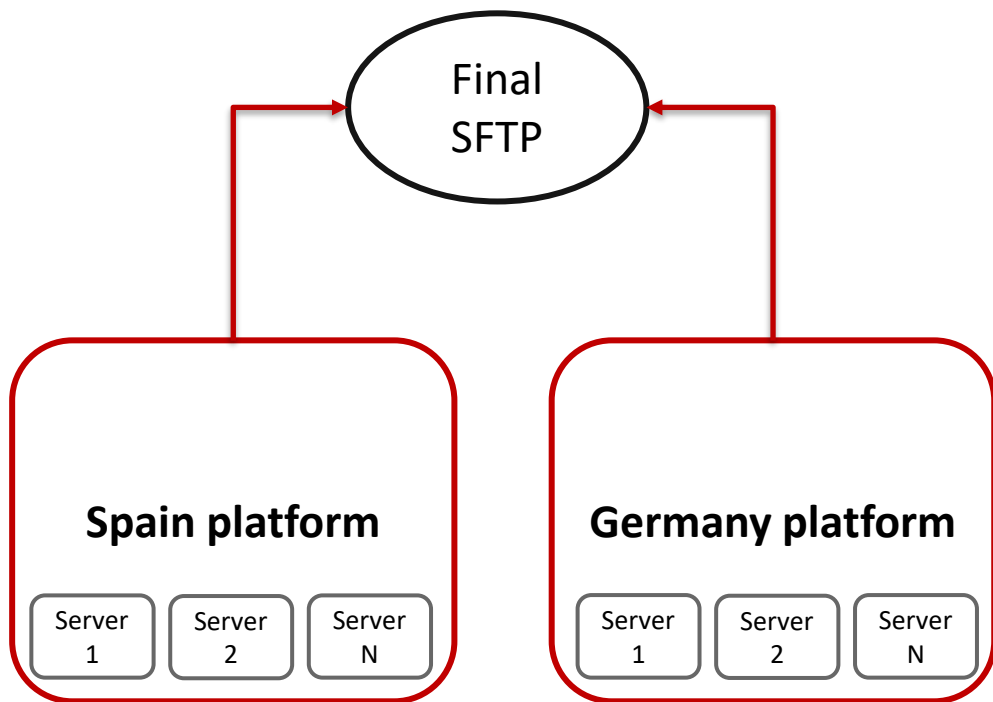 Final
SFTP
Spain platform
Server
1
Server
2
Server
N
Germany platform
Server
1
Server
2
Server
N